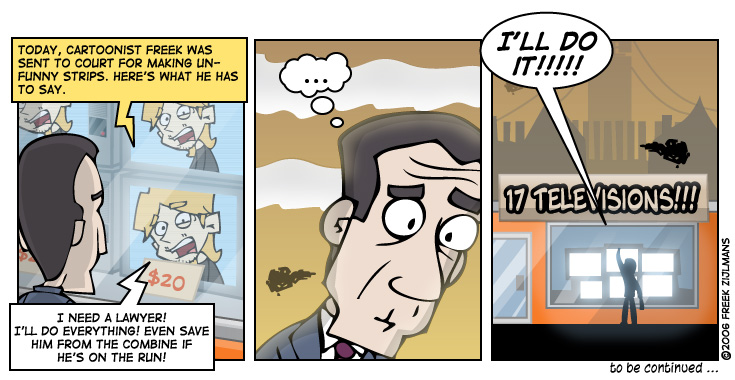 TODAY, CARTOONIST FREEK WAS
SENT TO COURT FOR MAKING UN-
FUNNY STRIPS. HERE'S WHAT HE HAS
TO SAY.
$20
I NEED A LAWYER!
I'LL DO EVERYTHING! EVEN SAVE
HIM FROM THE COMBINE IF
HE'S ON THE RUN!
...
I'LL DO
IT!!!!!
17 TELEVISIONS!!!
©2006 FREEK ZIJLMANS
to be continued ...